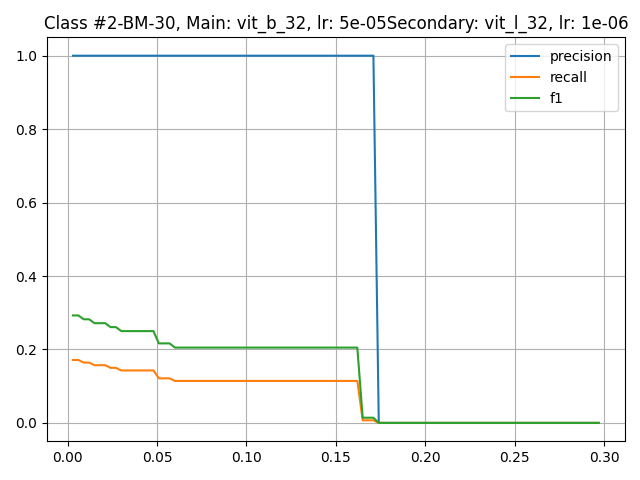 Class #2-BM-30, Main: vit_b_32, lr: 5e-05Secondary: vit_l_32, lr: 1e-06
precision
recall
f1
1.0
0.8
0.6
0.4
0.2
0.0
0.00 0.05 0.10 0.15 0.20 0.25 0.30